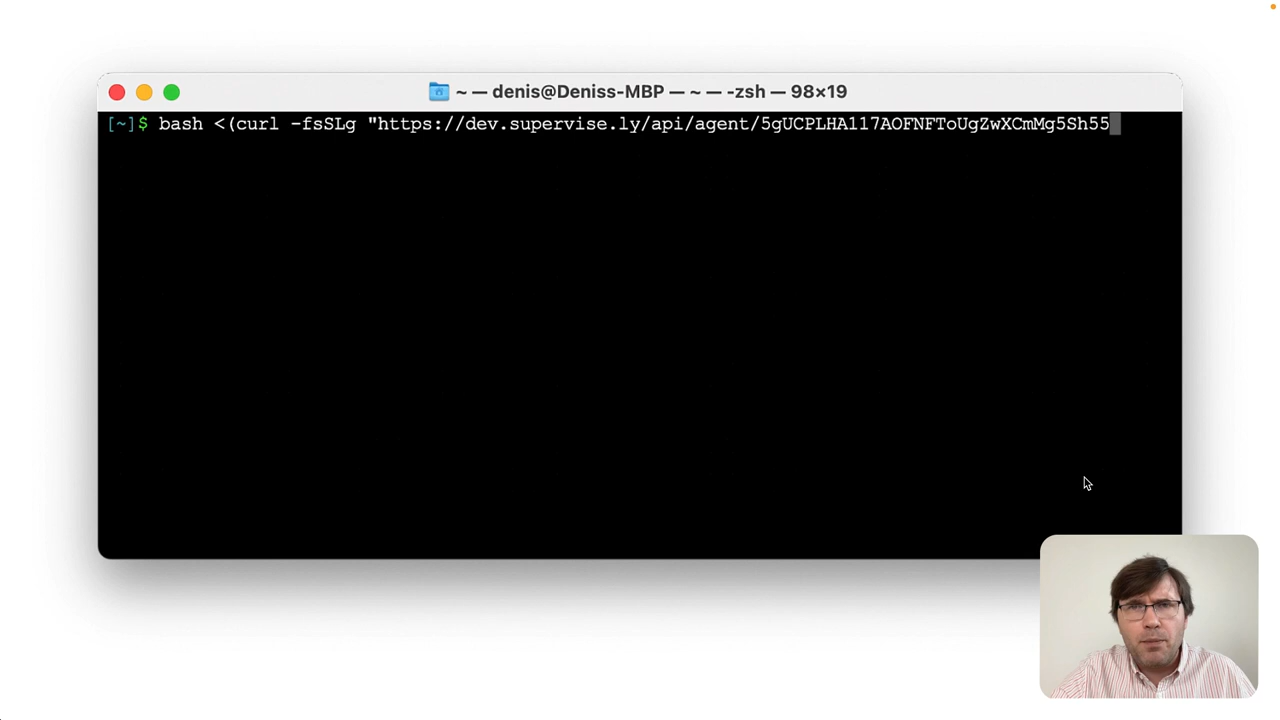 ~ — denis@Deniss-MBP — ~ — -zsh — 98×19
[~]$ bash <(curl -fsSLg "https://dev.supervise.ly/api/agent/5gUCPLHA117AOFNFToUgZwXCmMg5Sh55